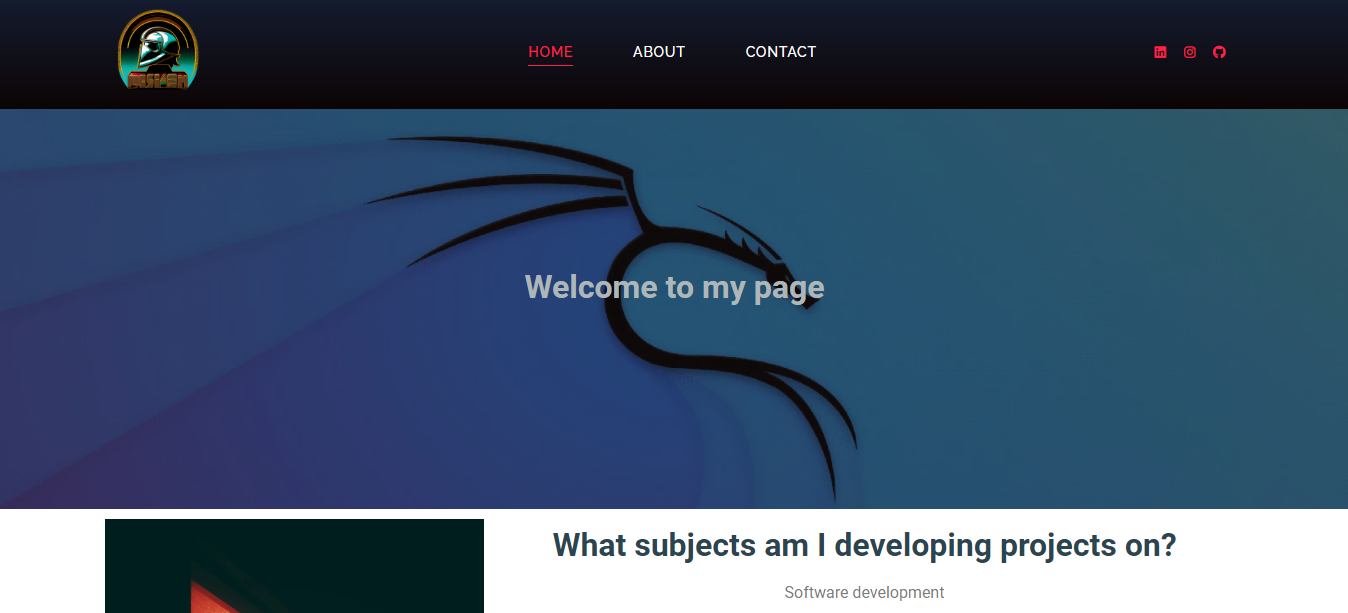 HOME
ABOUT
CONTACT
Welcome to my page
What subjects am I developing projects on?
Software development